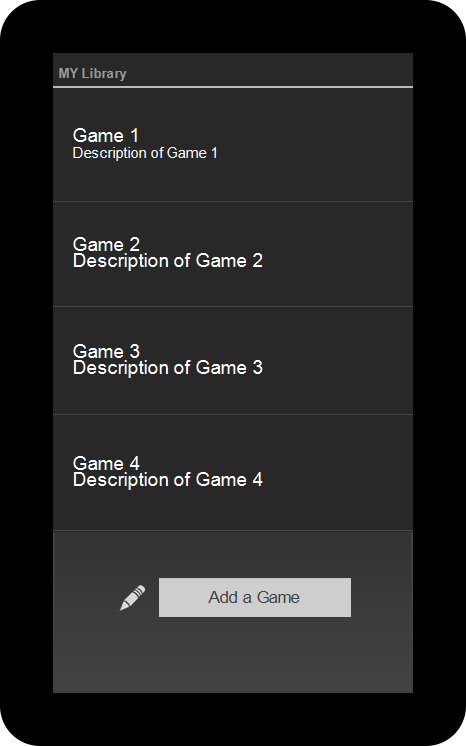 MY Library
Game 1
Description of Game 1
Game 2
Description of Game 2
Game 3
Description of Game 3
Game 4
Description of Game 4
Add a Game